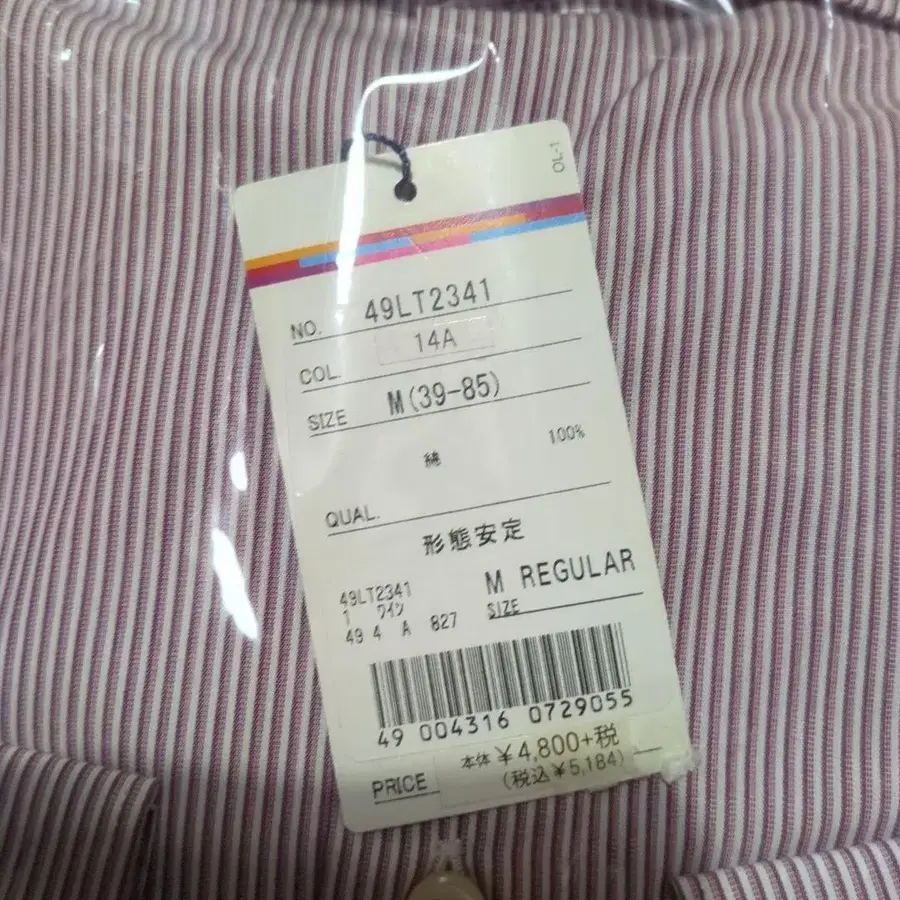 OL-1
NO. 49LT2341
COL. 14A
SIZE M(39-85)
綿 100%
QUAL.
形態安定
49LT2341
1 ワイン
49 4 A 827
M REGULAR
SIZE
49 004316 0729055
本体¥4,800+税
PRICE (税込¥5,184)